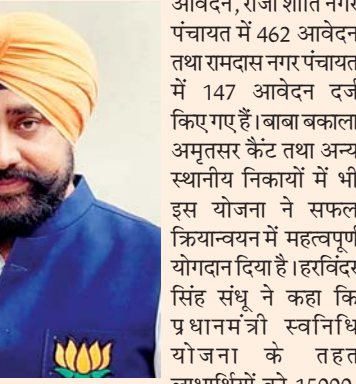 आवेदन, राजा शांति नगर
पंचायत में 462 आवेदन
तथा रामदास नगर पंचायत
में 147 आवेदन दर्ज
किए गए हैं। बाबा बकाला
अमृतसर कैंट तथा अन्य
स्थानीय निकायों में भी
इस योजना ने सफल
क्रियान्वयन में महत्वपूर्ण
योगदान दिया है। हरविंदर
सिंह संधू ने कहा कि
प्रधानमंत्री स्वनिधि
योजना के तहत
लाभार्थियों को 15000